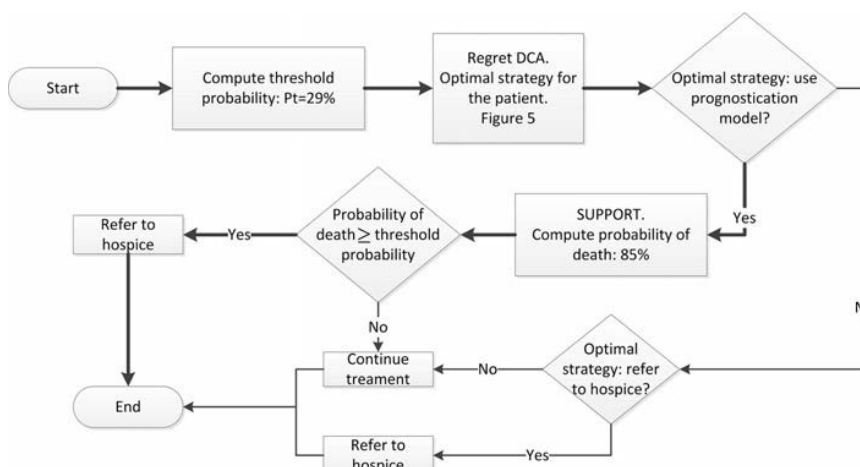 Start
Compute threshold
probability: Pt=29%
Regret DCA.
Optimal strategy for
the patient.
Figure 5
Optimal strategy: use
prognostication
model?
Yes
SUPPORT.
Compute probability of
death: 85%
Probability of
death ≥ threshold
probability
Yes
Refer to
hospice
No
Continue
treament
End
Optimal
strategy: refer
to hospice?
No
Yes
Refer to
hospice